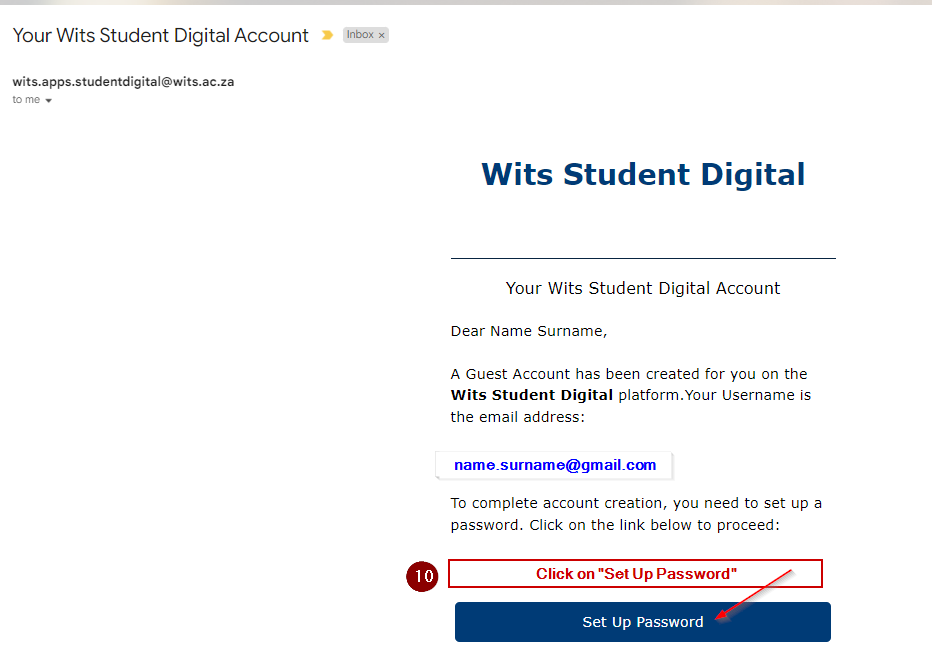 Your Wits Student Digital Account
Inbox ×
wits.apps.studentdigital@wits.ac.za
to me
Wits Student Digital
Your Wits Student Digital Account
Dear Name Surname,
A Guest Account has been created for you on the
Wits Student Digital platform.Your Username is
the email address:
name.surname@gmail.com
To complete account creation, you need to set up a
password. Click on the link below to proceed:
10
Click on "Set Up Password"
Set Up Password